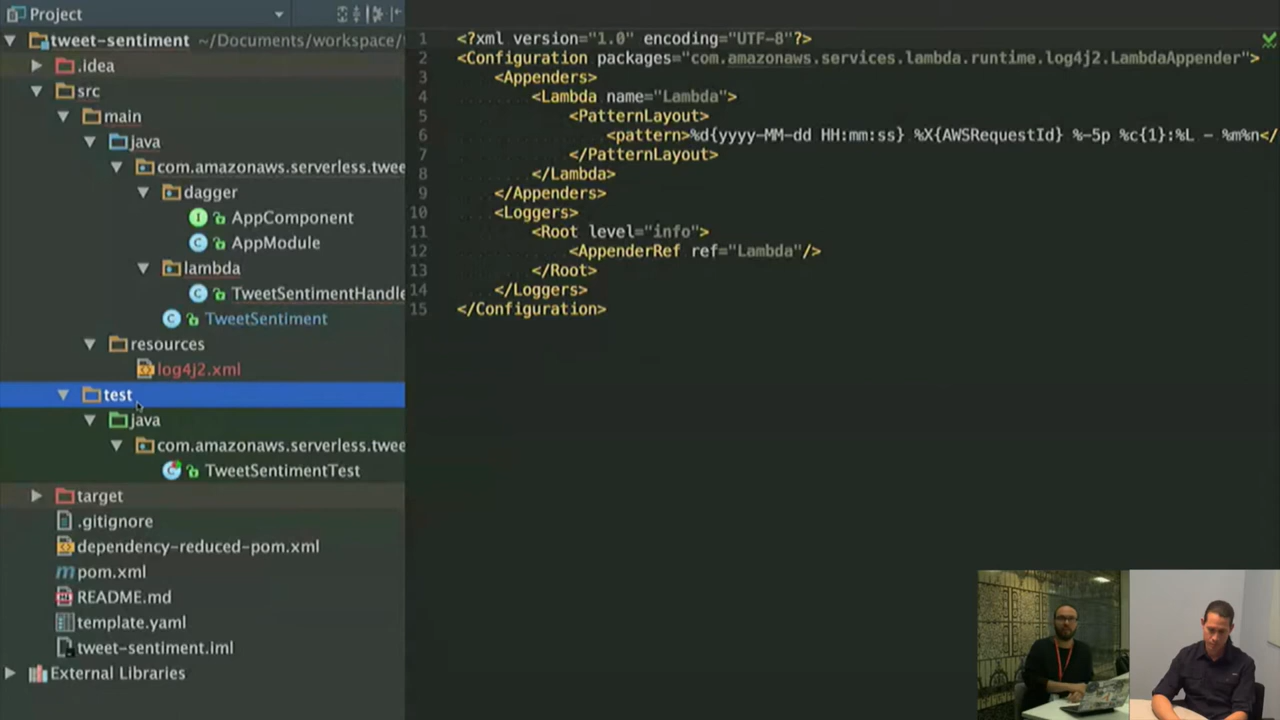 Project
tweet-sentiment ~/Documents/workspace/
.idea
src
main
java
com.amazonaws.serverless.twee
dagger
AppComponent
AppModule
lambda
TweetSentimentHandle
TweetSentiment
resources
log4j2.xml
test
java
com.amazonaws.serverless.twee
TweetSentimentTest
target
.gitignore
dependency-reduced-pom.xml
pom.xml
README.md
template.yaml
tweet-sentiment.iml
External Libraries
1 <?xml version="1.0" encoding="UTF-8"?>
2 <Configuration packages="com.amazonaws.services.lambda.runtime.log4j2.LambdaAppender">
3 <Appenders>
4 <Lambda name="Lambda">
5 <PatternLayout>
6 <pattern>%d{yyyy-MM-dd HH:mm:ss} %X{AWSRequestId} %-5p %c{1}:%L - %m%n</
7 </PatternLayout>
8 </Lambda>
9 </Appenders>
10 <Loggers>
11 <Root level="info">
12 <AppenderRef ref="Lambda"/>
13 </Root>
14 </Loggers>
15 </Configuration>